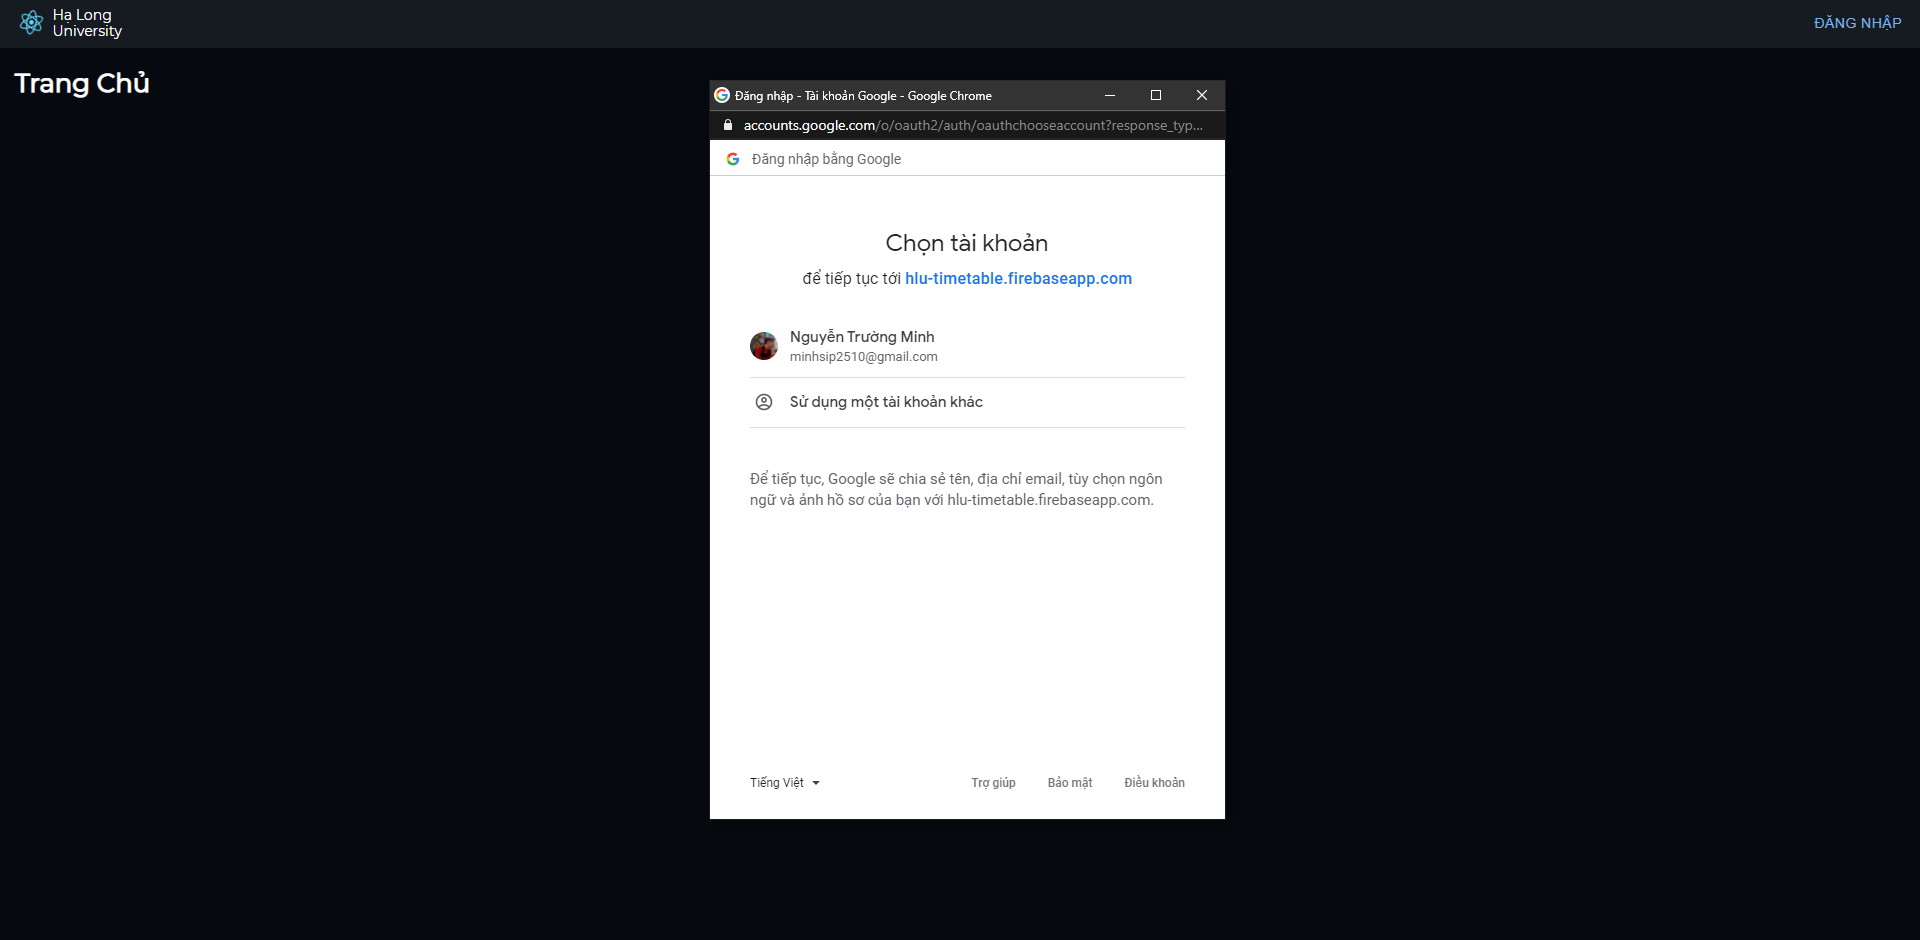 Hạ Long
University
ĐĂNG NHẬP
Trang Chủ
Đăng nhập - Tài khoản Google - Google Chrome
accounts.google.com/o/oauth2/auth/oauthchooseaccount?response_typ...
Đăng nhập bằng Google
Chọn tài khoản
để tiếp tục tới hlu-timetable.firebaseapp.com
Nguyễn Trường Minh
minhsip2510@gmail.com
Sử dụng một tài khoản khác
Để tiếp tục, Google sẽ chia sẻ tên, địa chỉ email, tùy chọn ngôn
ngữ và ảnh hồ sơ của bạn với hlu-timetable.firebaseapp.com.
Tiếng Việt
Trợ giúp
Bảo mật
Điều khoản